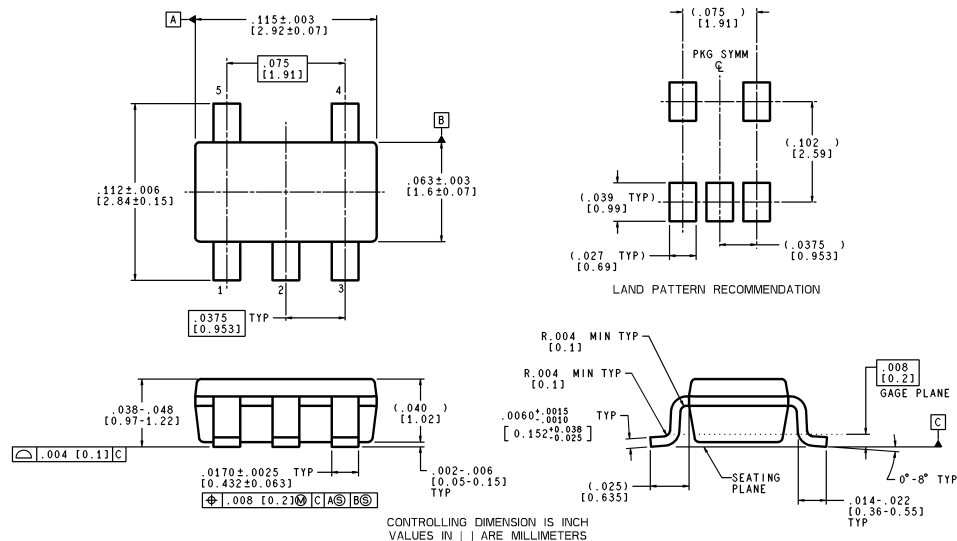 A
.115±.003
[2.92±0.07]
.075
[1.91]
5
4
B
.112±.006
[2.84±0.15]
.063±.003
[1.6±0.07]
1
2
3
.0375 TYP
[0.953]
(.075 )
[1.91]
PKG SYMM
℄
(.102 )
[2.59]
(.039 TYP)
[0.99]
(.027 TYP)
[0.69]
(.0375 )
[0.953]
LAND PATTERN RECOMMENDATION
.038-.048
[0.97-1.22]
(.040 )
[1.02]
⌓ .004 [0.1] C
.0170±.0025 TYP
[0.432±0.063]
⌖ .008 [0.2]Ⓜ C AⓈ BⓈ
.002-.006
[0.05-0.15]
TYP
R.004 MIN TYP
[0.1]
R.004 MIN TYP
[0.1]
.0060+.0015 -.0010 TYP
[0.152+0.038 -0.025]
.008
[0.2]
GAGE PLANE
C
0°-8° TYP
SEATING
PLANE
(.025)
[0.635]
.014-.022
[0.36-0.55]
TYP
CONTROLLING DIMENSION IS INCH
VALUES IN [ ] ARE MILLIMETERS